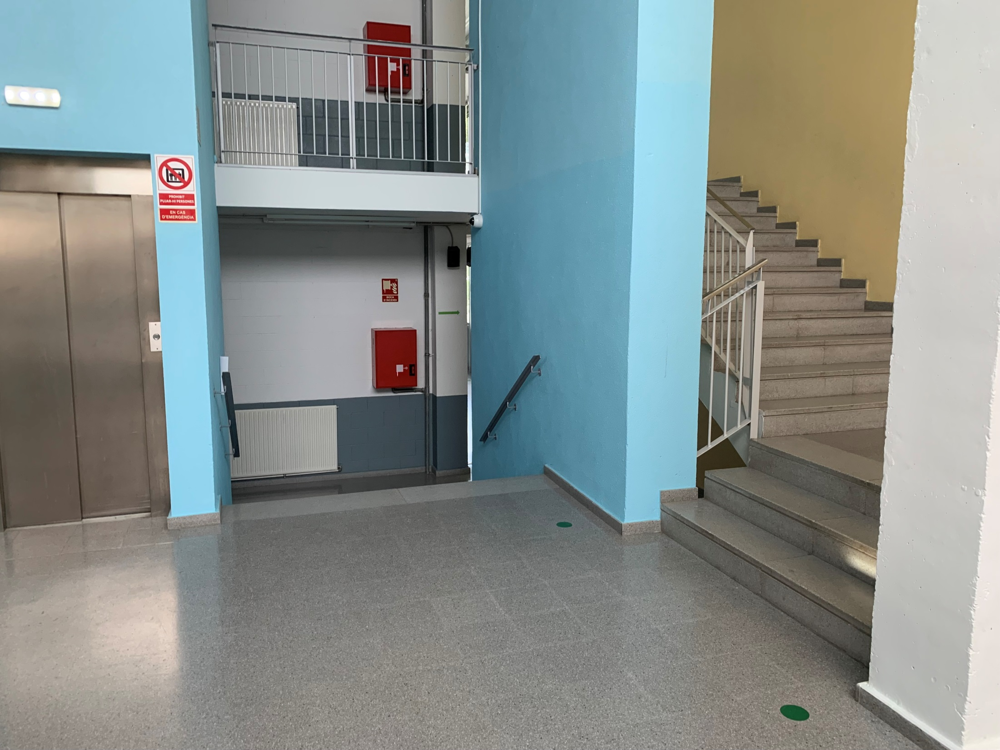 PROHIBIT
PUJAR-HI PERSONES
EN CAS
D'EMERGÈNCIA
BOCA
D'INCENDI